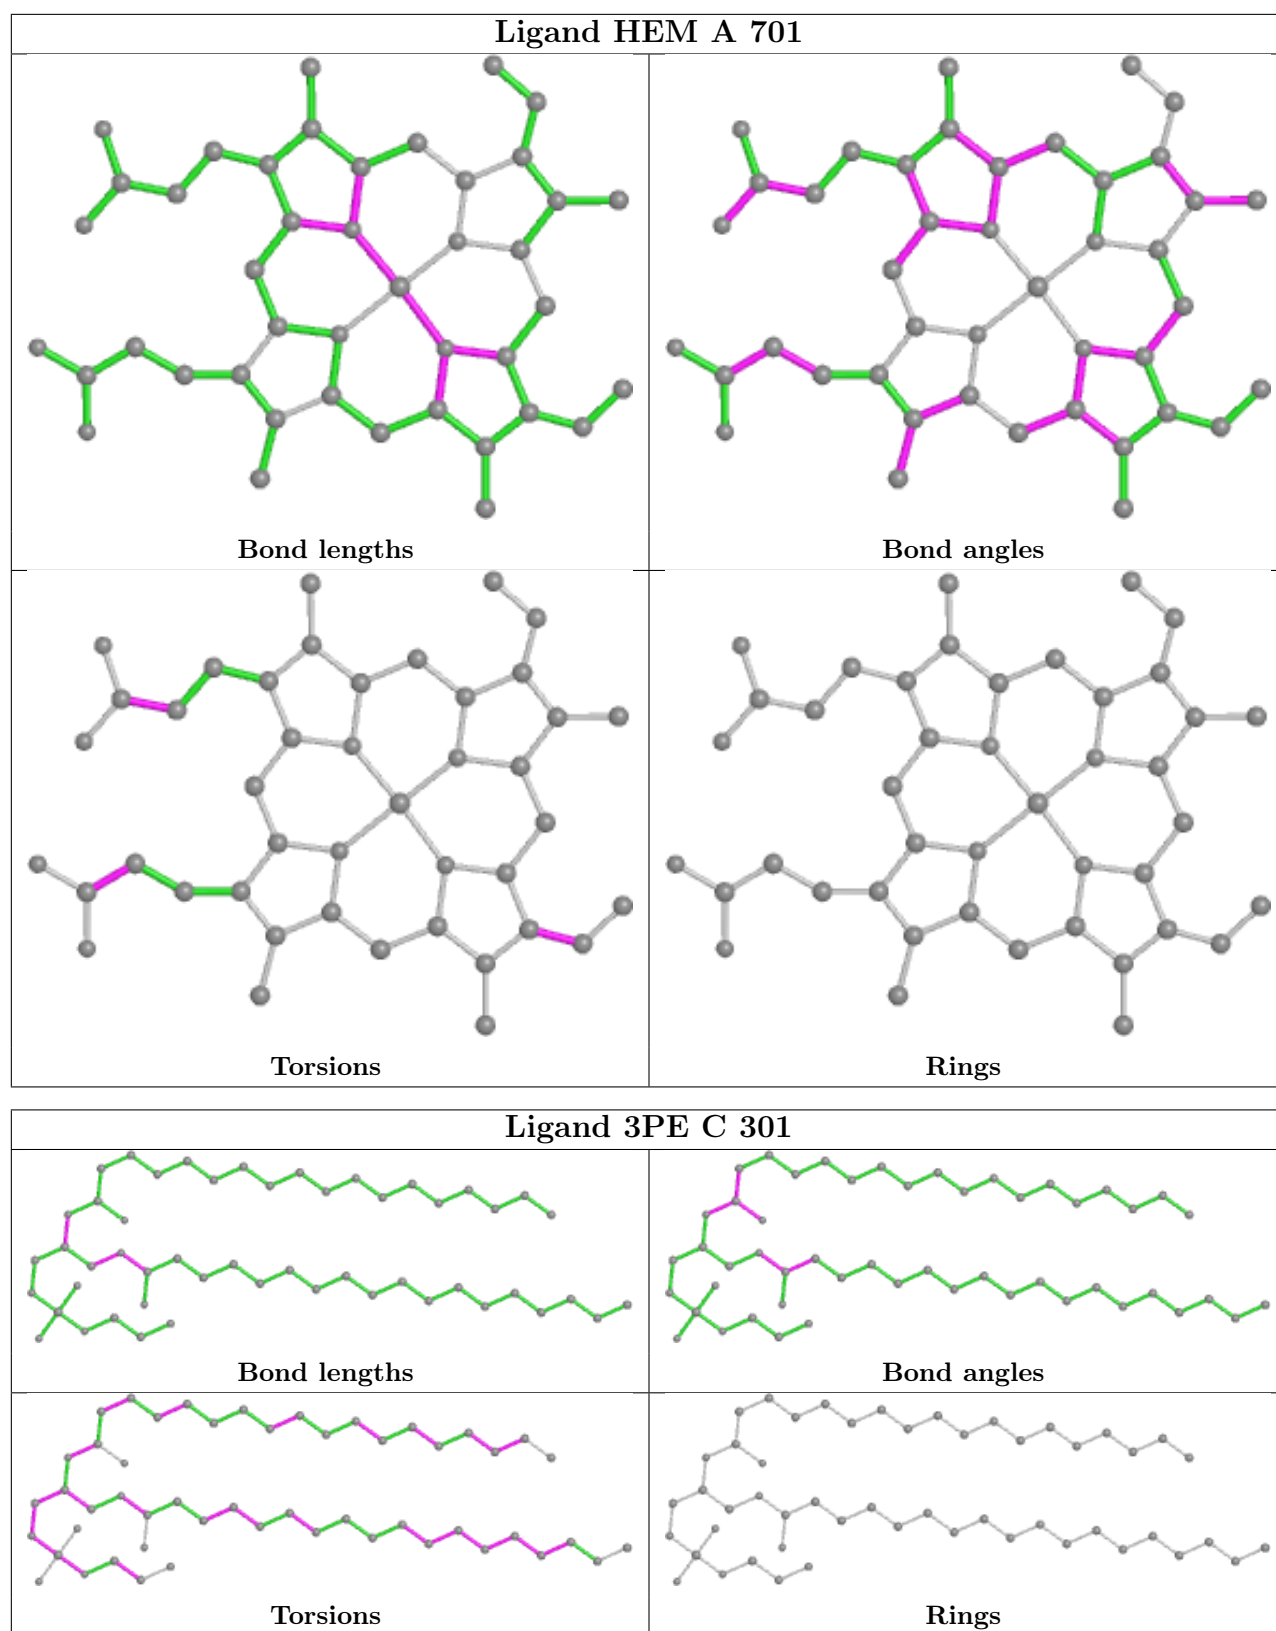 Ligand HEM A 701
Bond lengths
Bond angles
Torsions
Rings
Ligand 3PE C 301
Bond lengths
Bond angles
Torsions
Rings